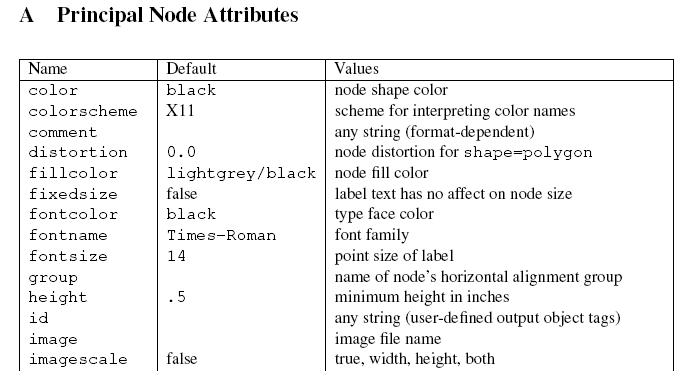 A Principal Node Attributes
Name Default Values
color black node shape color
colorscheme X11 scheme for interpreting color names
comment any string (format-dependent)
distortion 0.0 node distortion for shape=polygon
fillcolor lightgrey/black node fill color
fixedsize false label text has no affect on node size
fontcolor black type face color
fontname Times-Roman font family
fontsize 14 point size of label
group name of node's horizontal alignment group
height .5 minimum height in inches
id any string (user-defined output object tags)
image image file name
imagescale false true, width, height, both